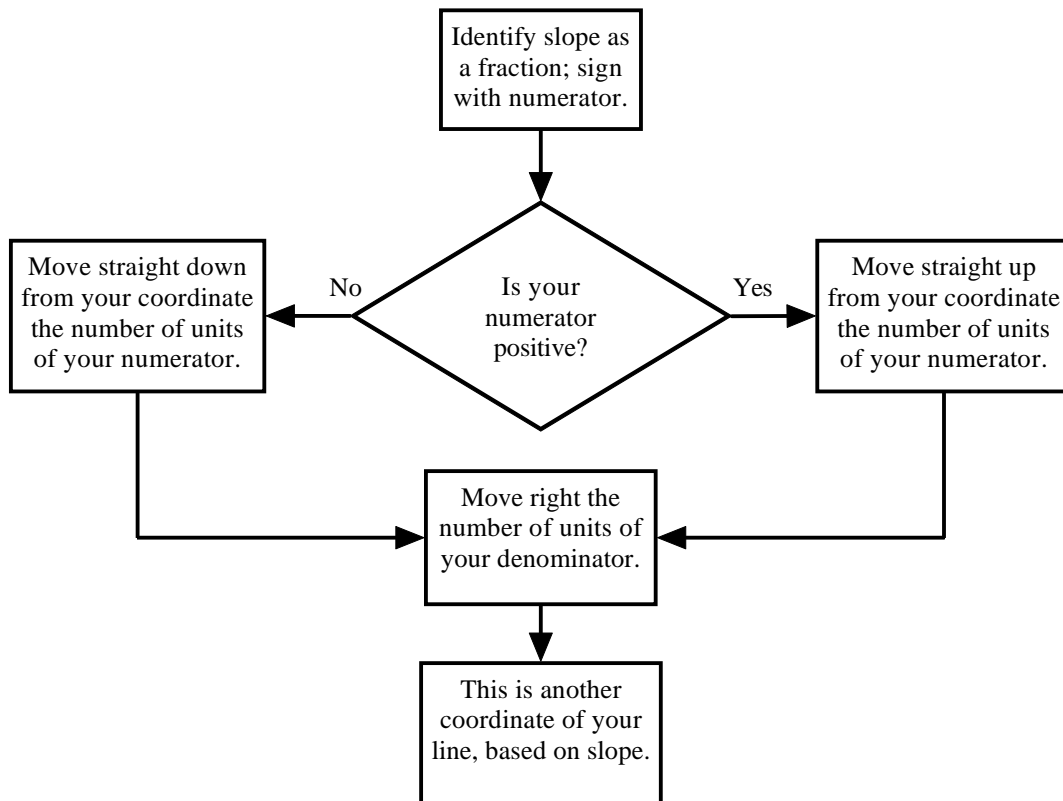 Identify slope as
a fraction; sign
with numerator.
No
Is your
numerator
positive?
Yes
Move straight down
from your coordinate
the number of units
of your numerator.
Move straight up
from your coordinate
the number of units
of your numerator.
Move right the
number of units of
your denominator.
This is another
coordinate of your
line, based on slope.